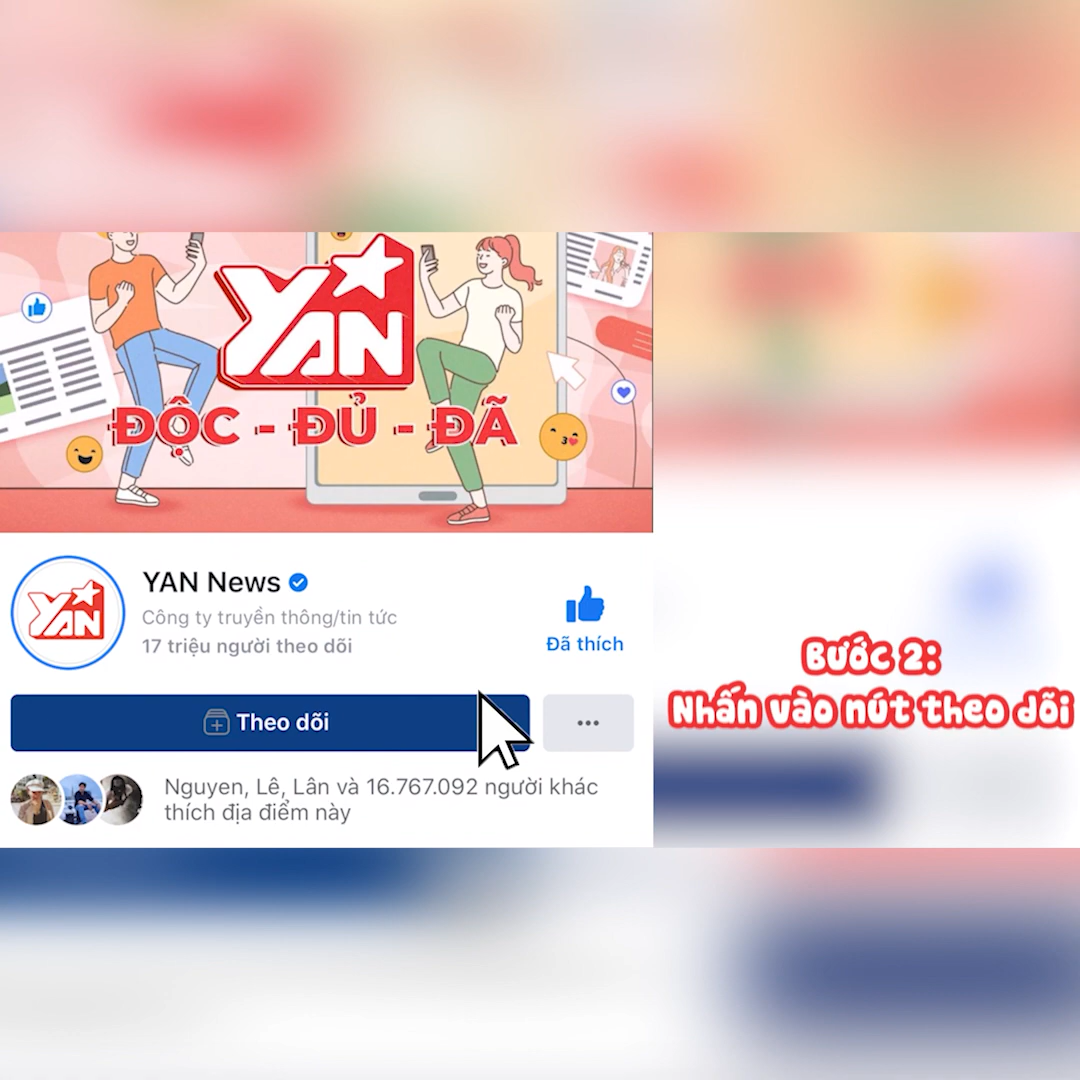 YAN
ĐỘC - ĐỦ - ĐÃ
YAN
YAN News
Công ty truyền thông/tin tức
17 triệu người theo dõi
Đã thích
Theo dõi
Nguyen, Lê, Lân và 16.767.092 người khác
thích địa điểm này
Bước 2:
Nhấn vào nút theo dõi